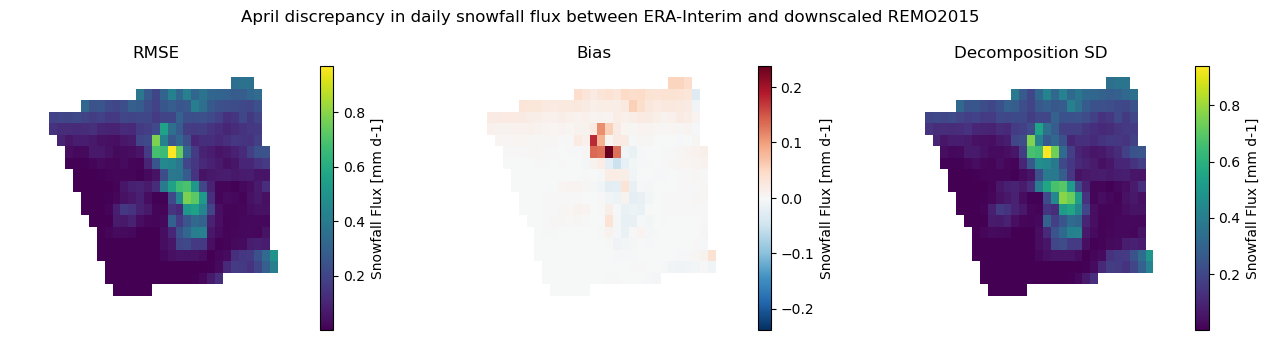 April discrepancy in daily snowfall flux between ERA-Interim and downscaled REMO2015
RMSE
0.8
0.6
0.4
0.2
Snowfall Flux [mm d-1]
Bias
0.2
0.1
0.0
−0.1
−0.2
Snowfall Flux [mm d-1]
Decomposition SD
0.8
0.6
0.4
0.2
Snowfall Flux [mm d-1]